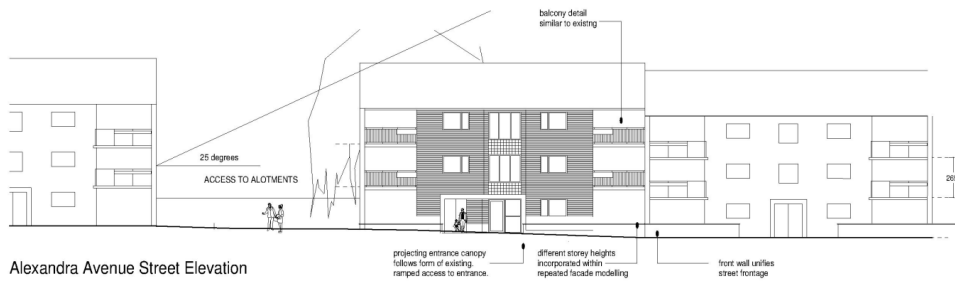 balcony detail
similar to existng
25 degrees
ACCESS TO ALOTMENTS
265
projecting entrance canopy
follows form of existing.
ramped access to entrance.
different storey heights
incorporated within
repeated facade modelling
front wall unifies
street frontage
Alexandra Avenue Street Elevation